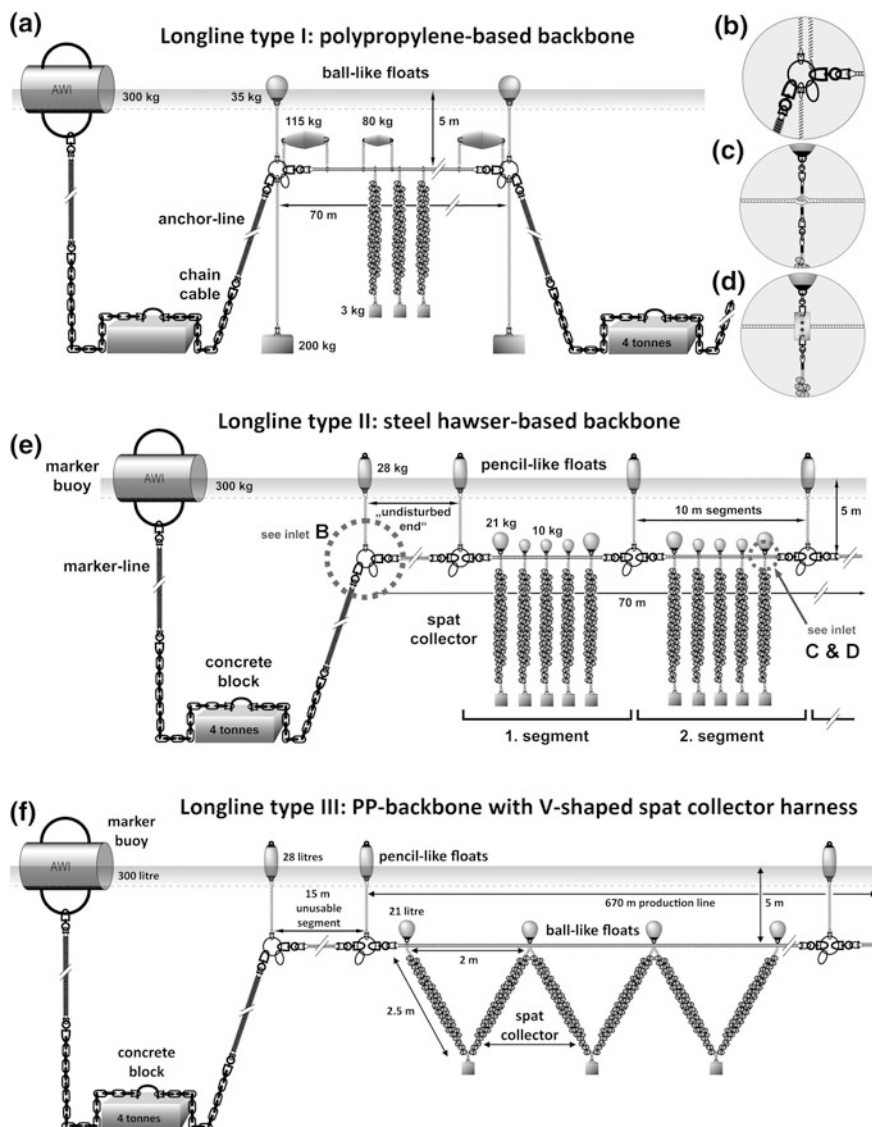 (a)
Longline type I: polypropylene-based backbone
(b)
ball-like floats
AWI
300 kg
35 kg
5 m
115 kg
80 kg
(c)
anchor-line
70 m
chain
cable
(d)
3 kg
200 kg
4 tonnes
Longline type II: steel hawser-based backbone
(e)
marker
buoy
AWI
300 kg
28 kg
pencil-like floats
„undisturbed
end“
10 m segments
5 m
see inlet B
21 kg
10 kg
marker-line
70 m
spat
collector
see inlet
C & D
concrete
block
4 tonnes
1. segment
2. segment
(f)
Longline type III: PP-backbone with V-shaped spat collector harness
marker
buoy
AWI
300 litre
28 litres
pencil-like floats
15 m
unusable
segment
670 m production line
5 m
21 litre
ball-like floats
2 m
2.5 m
spat
collector
concrete
block
4 tonnes